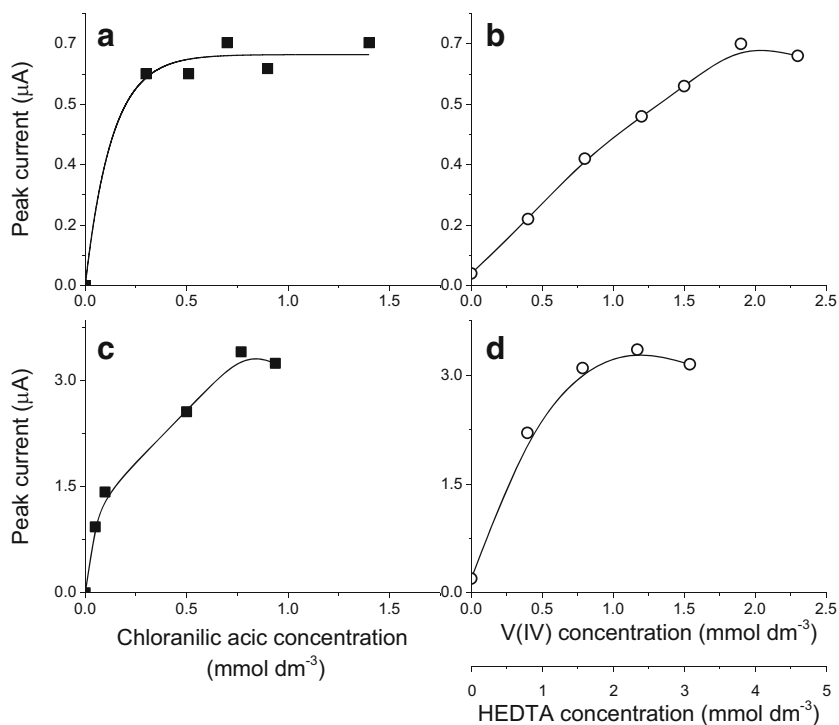 a
b
0.7
0.5
0.4
0.2
0.0
Peak current (μA)
0.0 0.5 1.0 1.5
0.7
0.5
0.4
0.2
0.0
0.0 0.5 1.0 1.5 2.0 2.5
c
d
3.0
1.5
0.0
Peak current (μA)
0.0 0.5 1.0 1.5
3.0
1.5
0.0
0.0 0.5 1.0 1.5 2.0 2.5
Chloranilic acic concentration
(mmol dm-3)
V(IV) concentration (mmol dm-3)
0 1 2 3 4 5
HEDTA concentration (mmol dm-3)